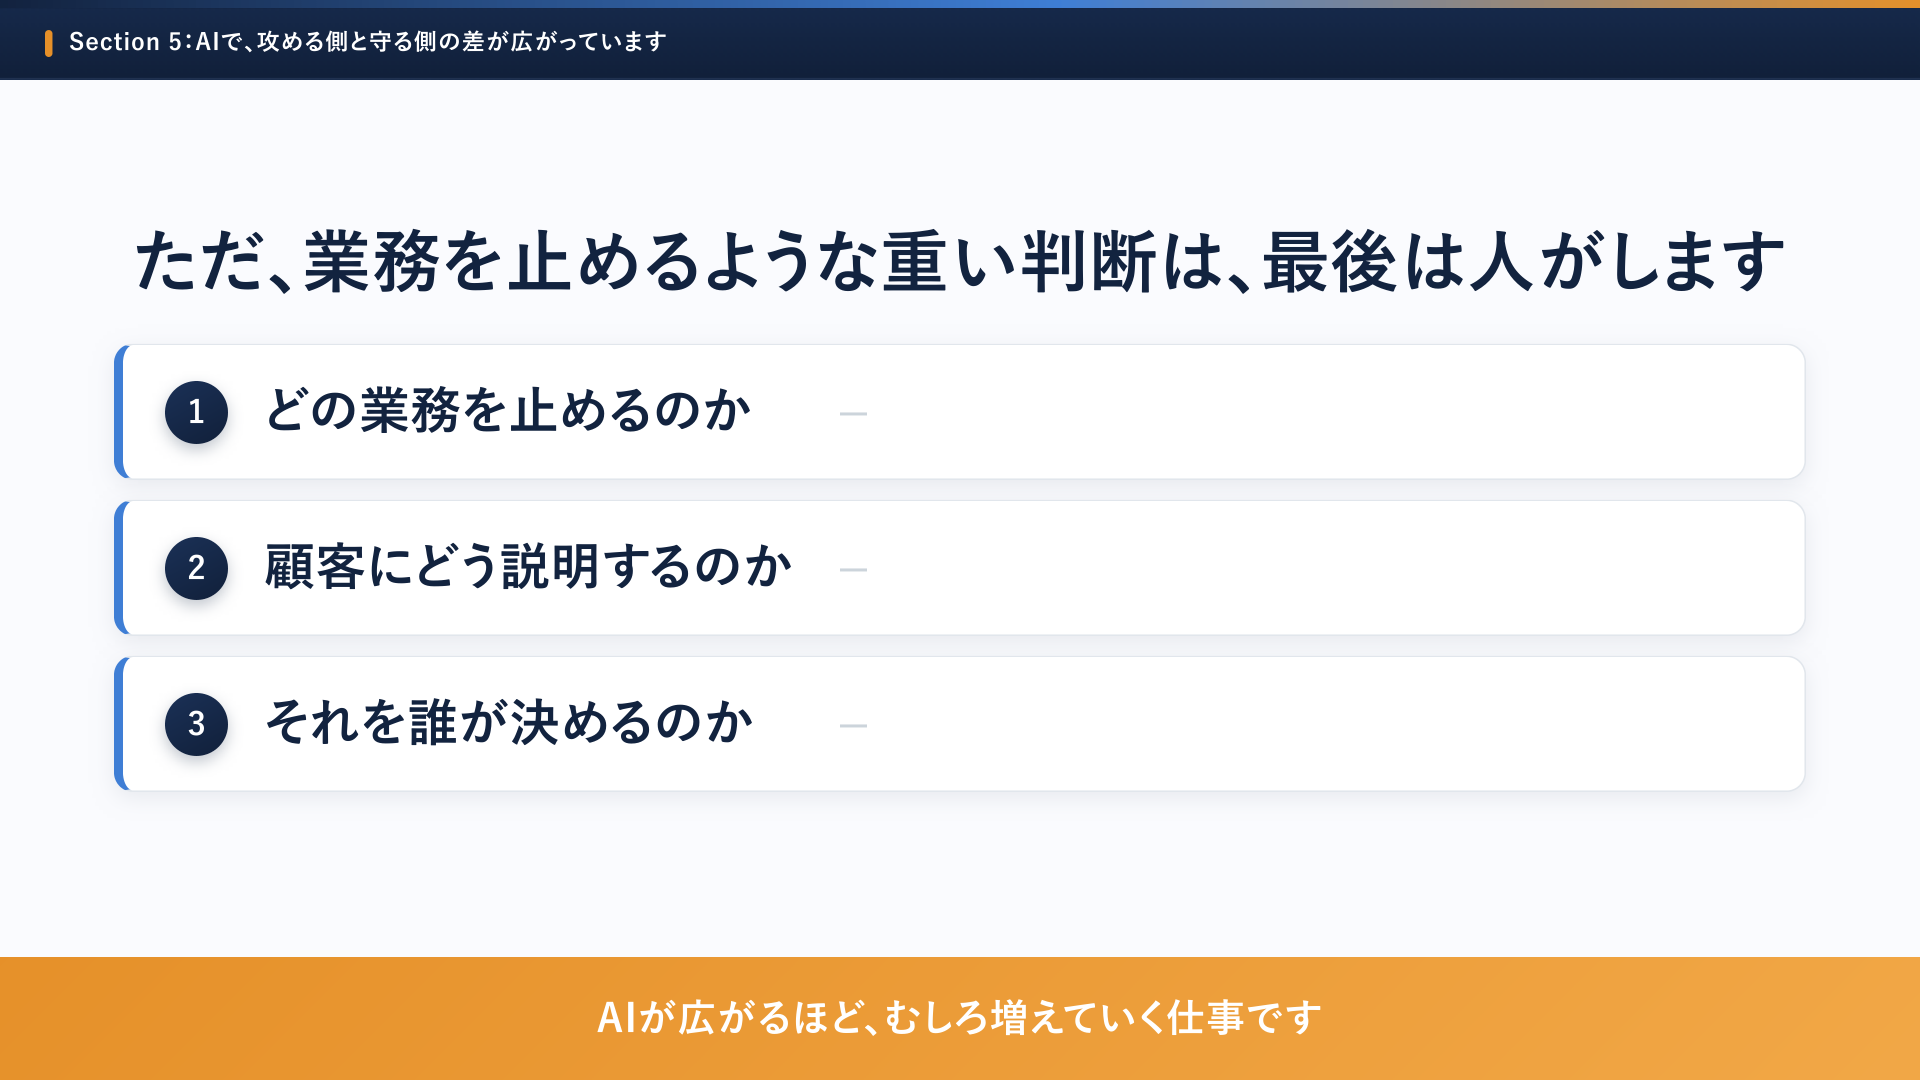 Section 5：AIで、攻める側と守る側の差が広がっています
ただ、業務を止めるような重い判断は、最後は人がします
1 どの業務を止めるのか —
2 顧客にどう説明するのか —
3 それを誰が決めるのか —
AIが広がるほど、むしろ増えていく仕事です